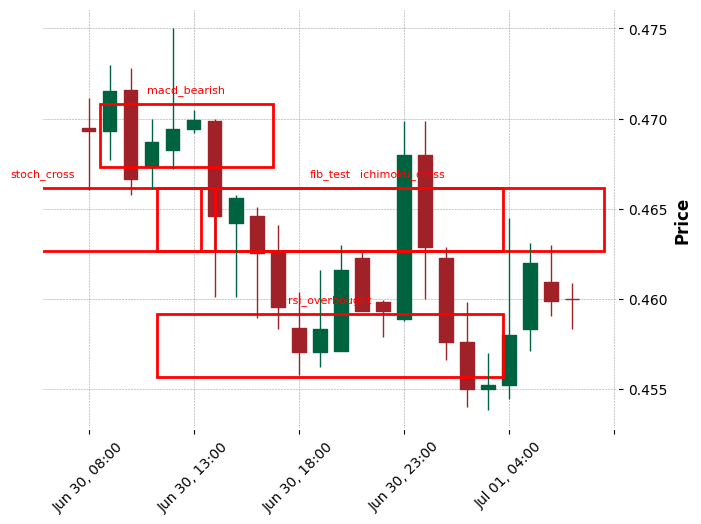 0.475
macd_bearish
0.470
stoch_cross
fib_test
ichimoku_cross
0.465
Price
rsi_overbought
0.460
0.455
Jun 30, 08:00
Jun 30, 13:00
Jun 30, 18:00
Jun 30, 23:00
Jul 01, 04:00